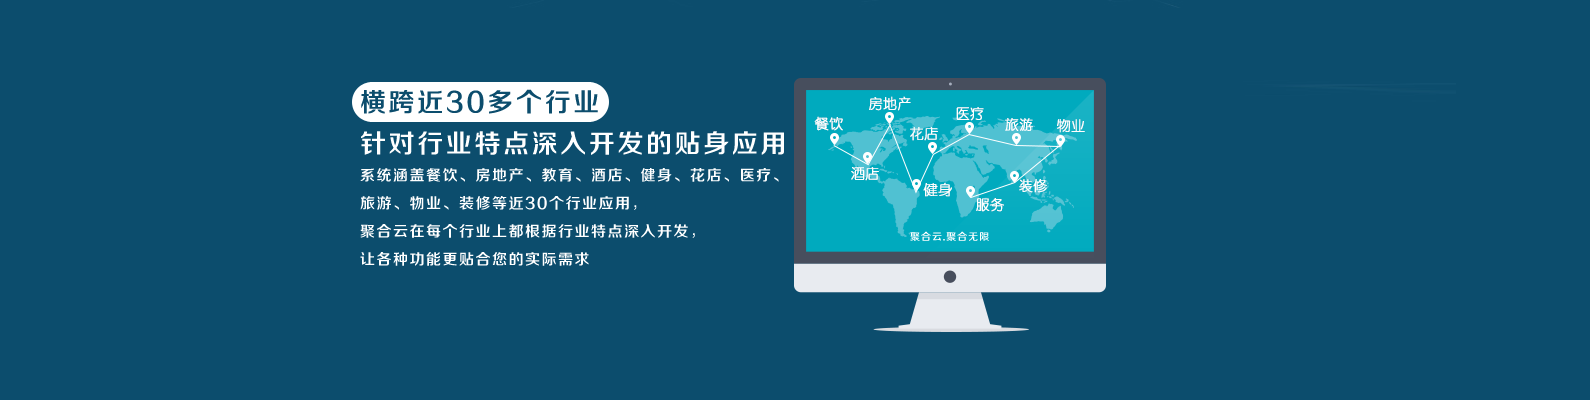 横跨近30多个行业
针对行业特点深入开发的贴身应用
系统涵盖餐饮、房地产、教育、酒店、健身、花店、医疗、
旅游、物业、装修等近30个行业应用，
聚合云在每个行业上都根据行业特点深入开发，
让各种功能更贴合您的实际需求
房地产
餐饮
医疗
旅游
物业
花店
酒店
健身
装修
服务
聚合云.聚合无限